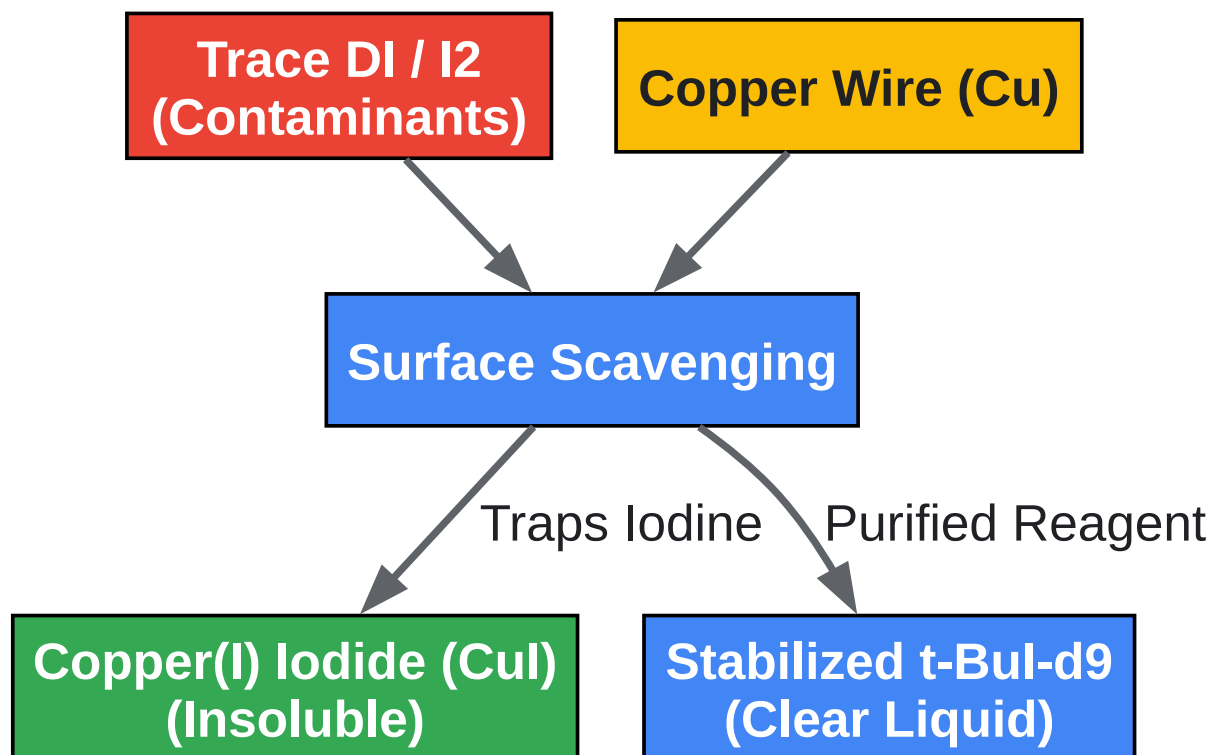 Trace DI / I2
(Contaminants)
Copper Wire (Cu)
Surface Scavenging
Traps Iodine
Purified Reagent
Copper(I) Iodide (CuI)
(Insoluble)
Stabilized t-BuI-d9
(Clear Liquid)